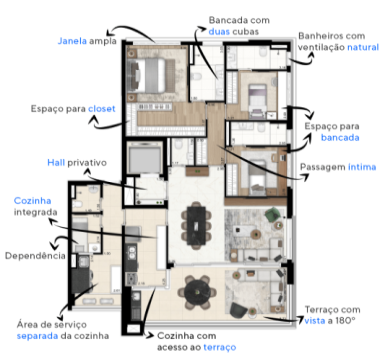 Bancada com
duas cubas
Janela ampla
Banheiros com
ventilação natural
Espaço para closet
Espaço para
bancada
Hall privativo
Passagem íntima
Cozinha
integrada
Dependência
Terraço com
vista a 180º
Área de serviço
separada da cozinha
Cozinha com
acesso ao terraço